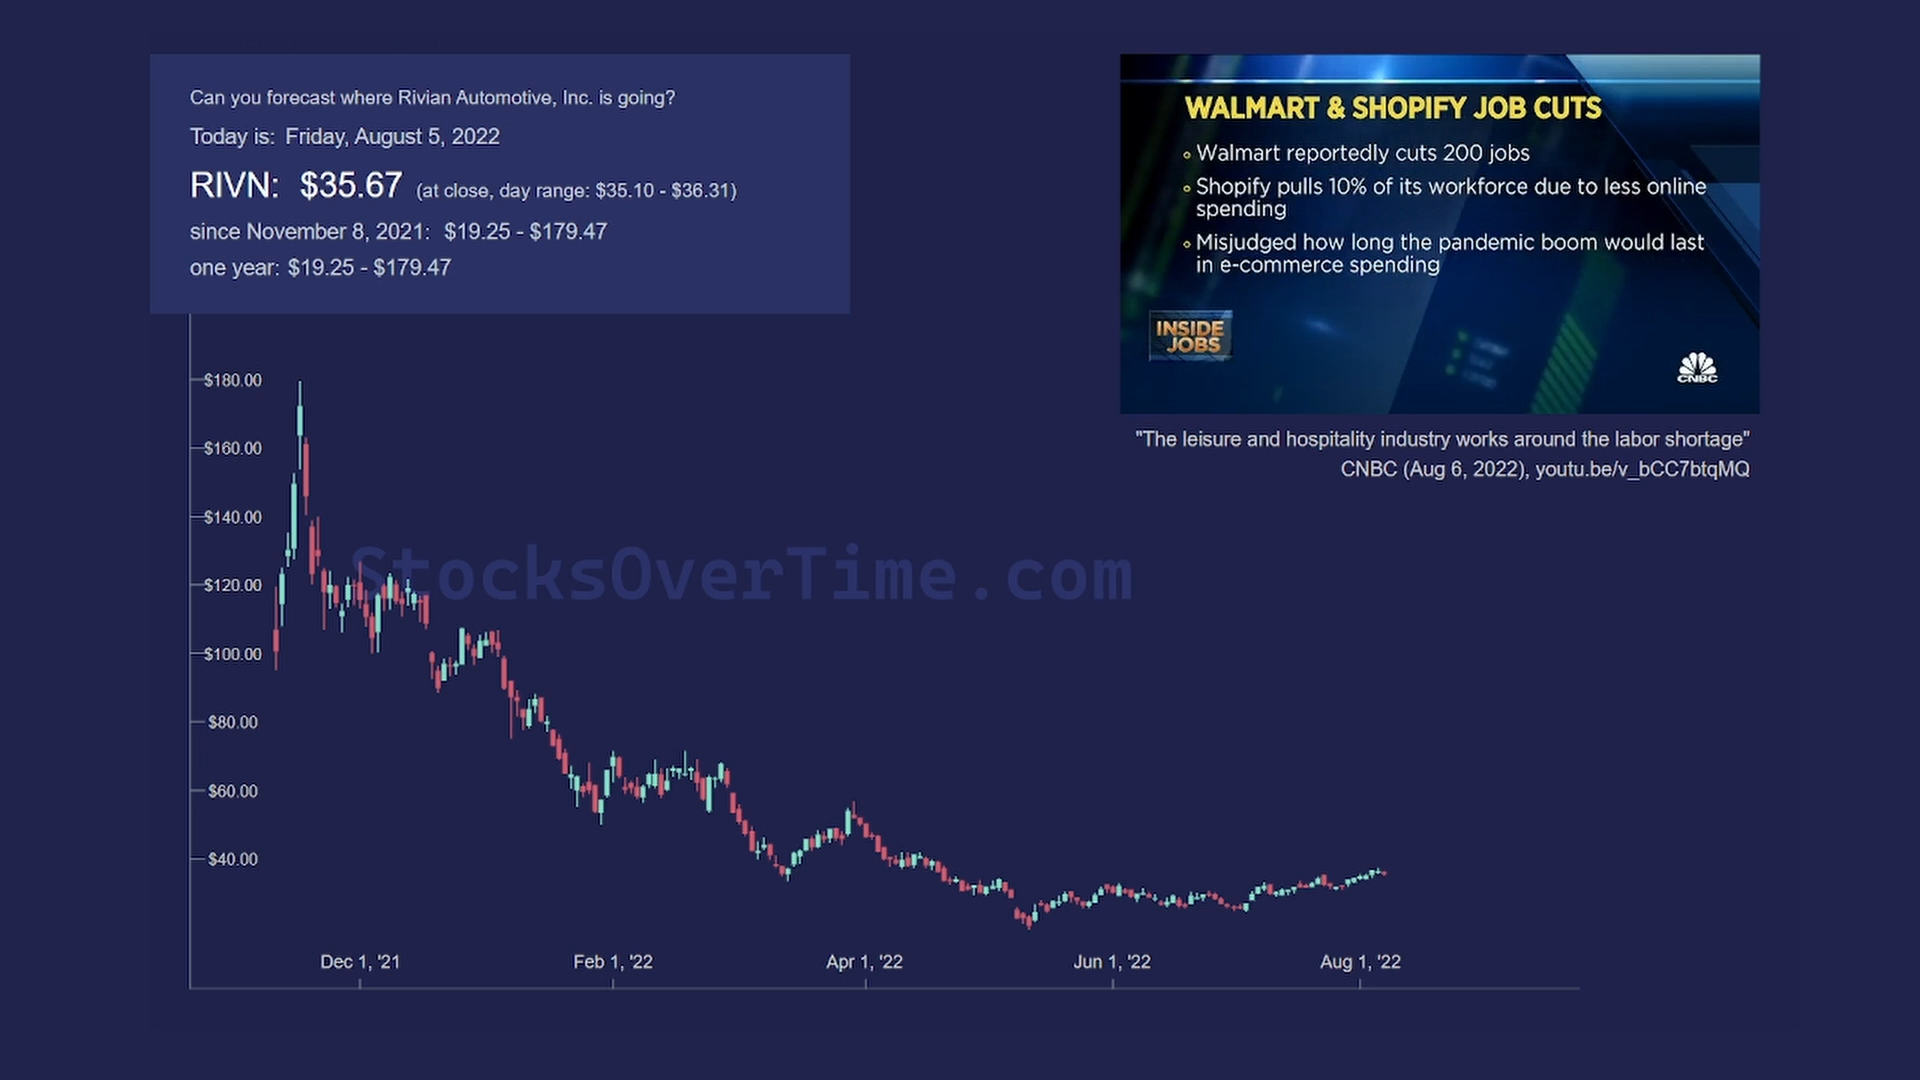 Can you forecast where Rivian Automotive, Inc. is going?
Today is: Friday, August 5, 2022
RIVN: $35.67 (at close, day range: $35.10 - $36.31)
since November 8, 2021: $19.25 - $179.47
one year: $19.25 - $179.47
WALMART & SHOPIFY JOB CUTS
Walmart reportedly cuts 200 jobs
Shopify pulls 10% of its workforce due to less online
spending
Misjudged how long the pandemic boom would last
in e-commerce spending
INSIDE
JOBS
CNBC
"The leisure and hospitality industry works around the labor shortage"
CNBC (Aug 6, 2022), youtu.be/v_bCC7btqMQ
$180.00
$160.00
$140.00
$120.00
$100.00
$80.00
$60.00
$40.00
StocksOverTime.com
Dec 1, '21
Feb 1, '22
Apr 1, '22
Jun 1, '22
Aug 1, '22